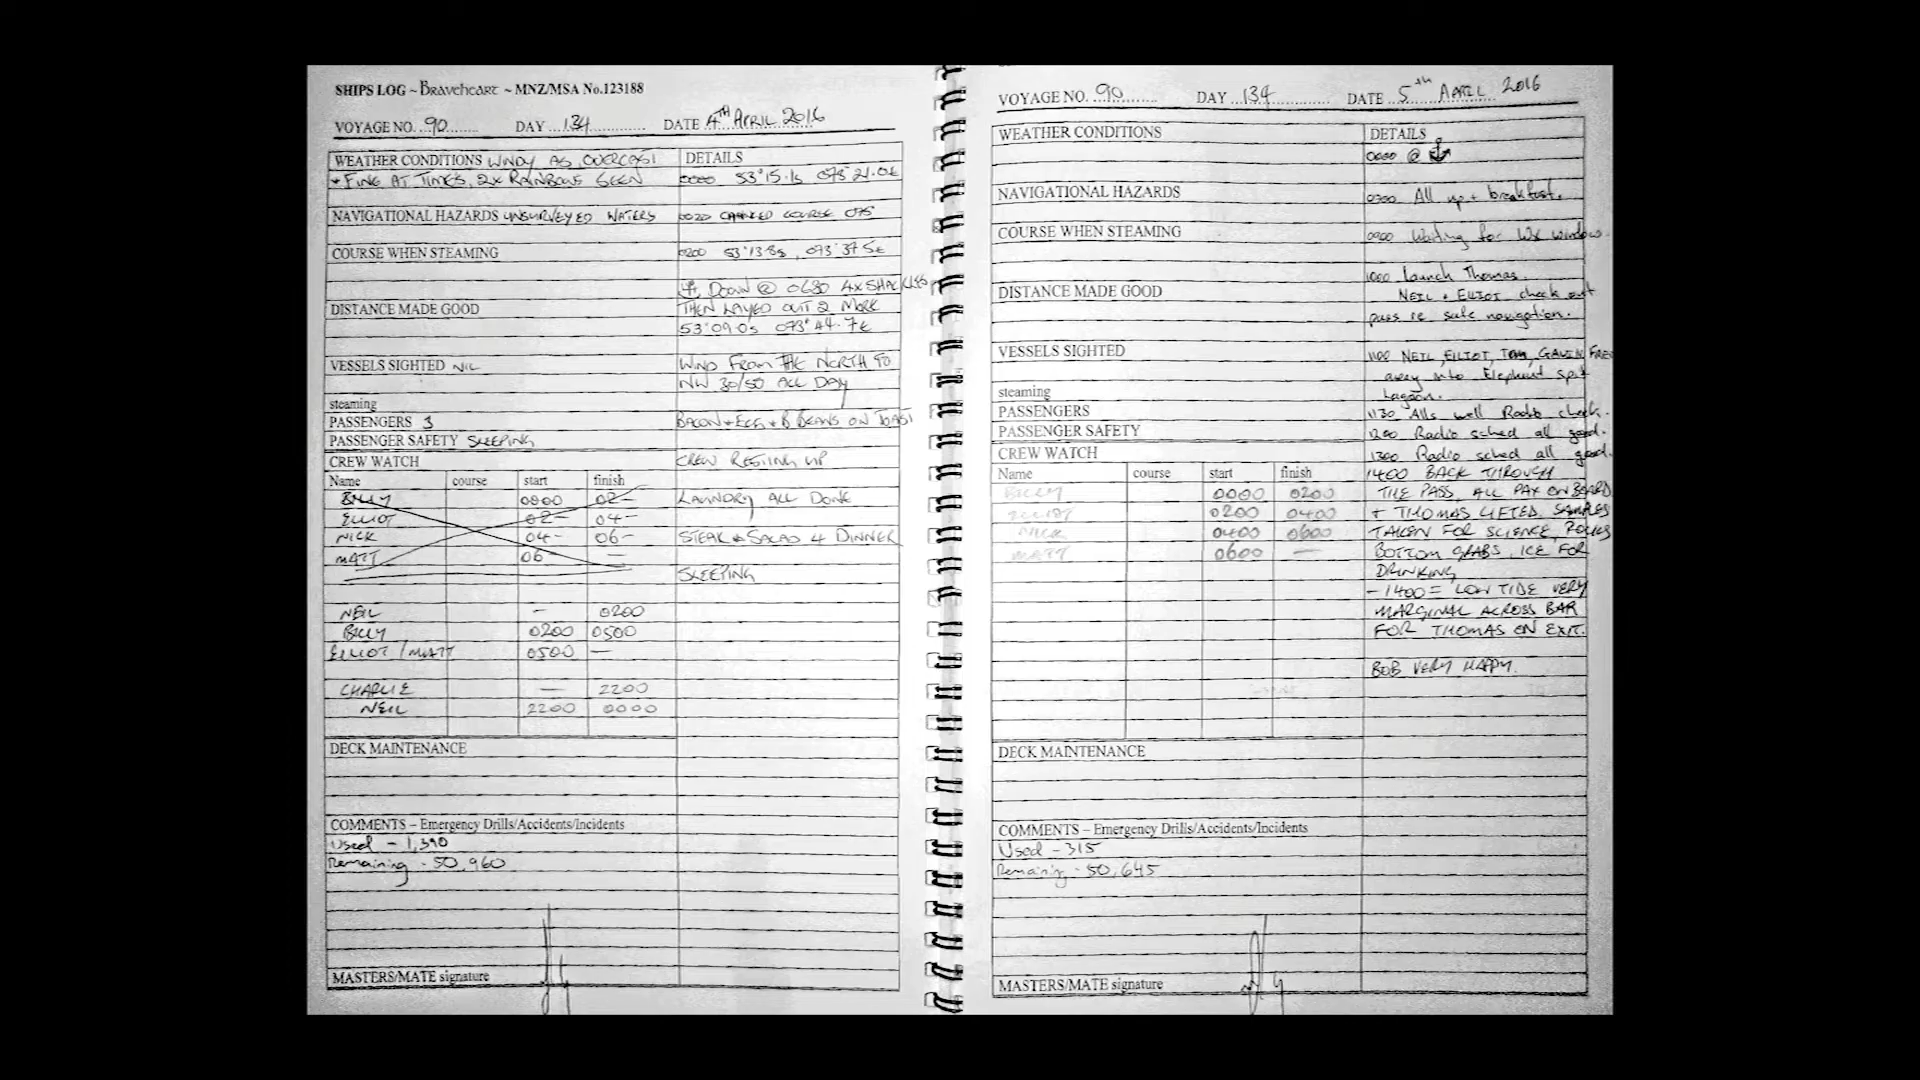 SHIPS LOG ~ Braveheart ~ MNZ/MSA No.123188
VOYAGE NO. 90 DAY 134 DATE 4TH APRIL 2016
WEATHER CONDITIONS WINDY AS, OVERCAST
+ FINE AT TIMES, 2X RAINBOWS SEEN
NAVIGATIONAL HAZARDS UNSURVEYED WATERS
COURSE WHEN STEAMING
DISTANCE MADE GOOD
VESSELS SIGHTED NIL
steaming
PASSENGERS 3
PASSENGER SAFETY SLEEPING
CREW WATCH
Name course start finish
BILLY 0000 02-
ELLIOT 02- 04-
NICK 04- 06-
MATT 06 —
NEIL - 0200
BILLY 0200 0500
ELLIOT / MATT 0500 —
CHARLIE — 2200
NEIL 2200 0000
DECK MAINTENANCE
COMMENTS – Emergency Drills/Accidents/Incidents
Used - 1,390
Remaining - 50,960
MASTERS/MATE signature
DETAILS
0000 53°15.1s 073°21.0E
0020 CHANGED COURSE 075°
0200 53°13.8s, 073°37.5E
DOWN @ 0630 4X SHACKLES
THEN LAYED OUT 2 MORE
53°09.0s 073°44.7E
WIND FROM THE NORTH TO
NW 30/50 ALL DAY
BACON + EGG + B BEANS ON TOAST
CREW RESTING UP
LAUNDRY ALL DONE
STEAK & SALAD 4 DINNER
SLEEPING
VOYAGE NO. 90 DAY 134 DATE 5th APRIL 2016
WEATHER CONDITIONS
NAVIGATIONAL HAZARDS
COURSE WHEN STEAMING
DISTANCE MADE GOOD
VESSELS SIGHTED
steaming
PASSENGERS
PASSENGER SAFETY
CREW WATCH
Name course start finish
BILLY 0000 0200
ELLIOT 0200 0400
NICK 0400 0600
MATT 0600 —
DECK MAINTENANCE
COMMENTS – Emergency Drills/Accidents/Incidents
Used - 315
Remaining - 50,645
MASTERS/MATE signature
DETAILS
0000 @
All up + breakfast.
0900 Waiting for Wx window.
1000 Launch Thomas.
NEIL + ELLIOT check out
pass re safe navigation.
1100 NEIL, ELLIOT, TOM, GAVIN, FRED
away into Elephant spit
Lagoon.
1130 Alls well Radio check.
1200 Radio sched all good.
1300 Radio sched all good.
1400 BACK THROUGH
THE PASS, ALL PAX ON BOARD
+ THOMAS LIFTED. SAMPLES
TAKEN FOR SCIENCE, ROCKS
BOTTOM GRABS, ICE FOR
DRINKING
- 1400 = LOW TIDE VERY
MARGINAL ACROSS BAR
FOR THOMAS ON EXIT.
BOB VERY HAPPY.